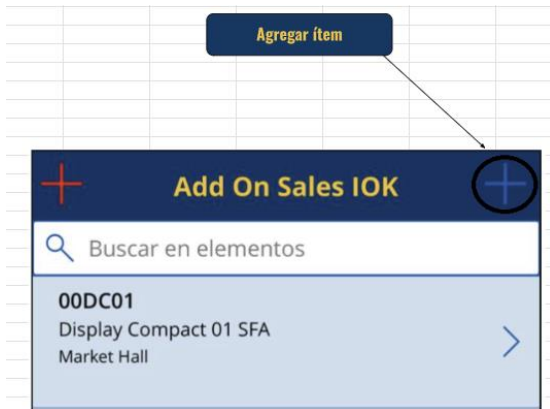 Agregar ítem
Add On Sales IOK
Buscar en elementos
00DC01
Display Compact 01 SFA
Market Hall